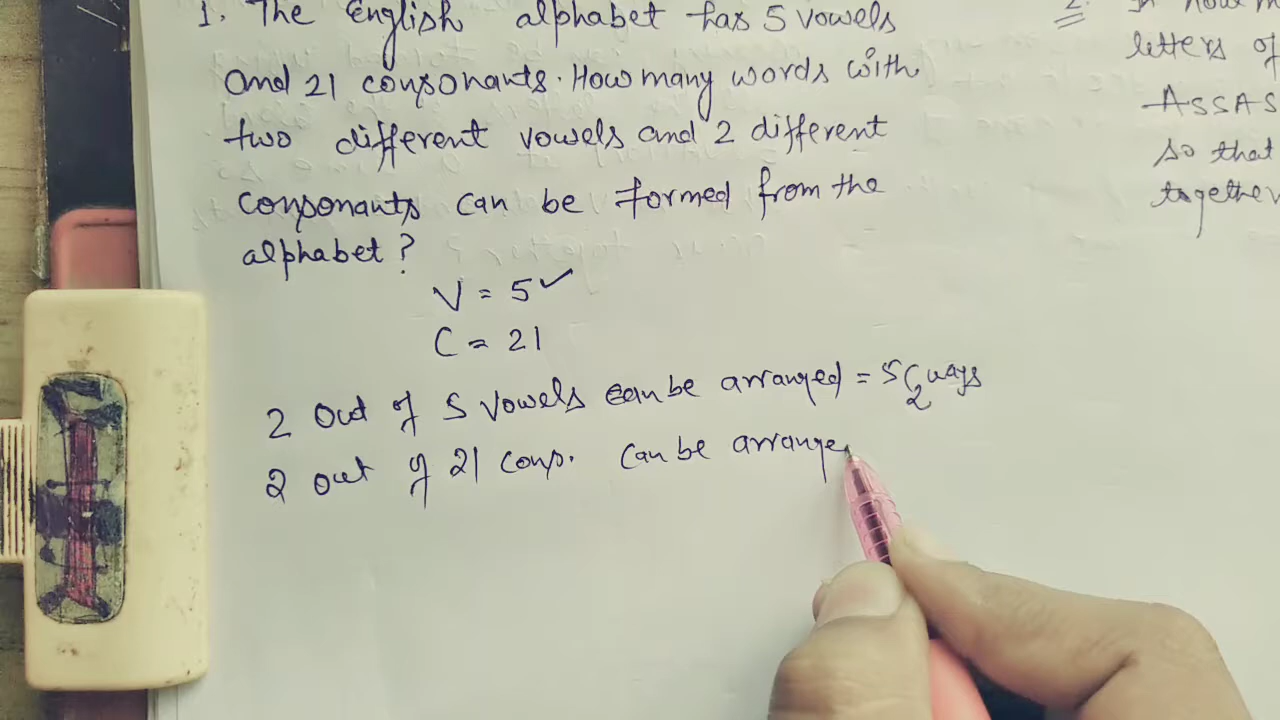 1. The English alphabet has 5 vowels
and 21 consonants. How many words with
two different vowels and 2 different
consonants can be formed from the
alphabet?
V = 5 ✓
C = 21
2 out of 5 vowels can be arranged = 5C2 ways
2 out of 21 cons. can be arrange
2.
letters of
ASSAS
so that
together